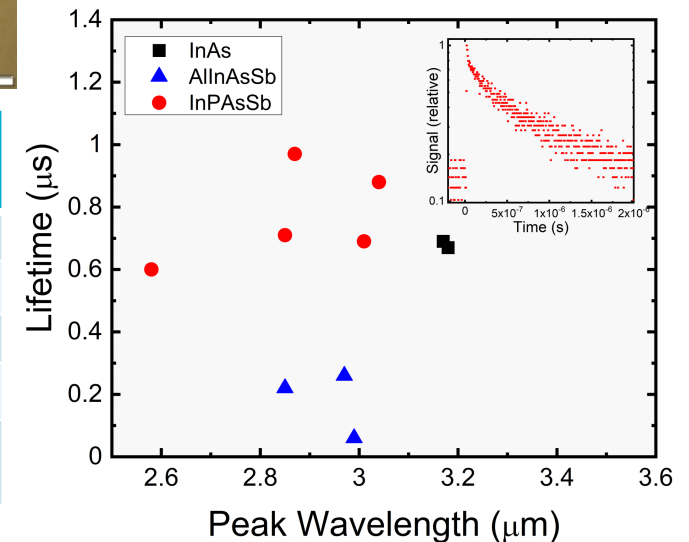 1.4
1.2
1
0.8
0.6
0.4
0.2
0
Lifetime (μs)
InAs
AlInAsSb
InPAsSb
1
0.1
Signal (relative)
0
5x10⁻⁷
1x10⁻⁶
1.5x10⁻⁶
2x10⁻⁶
Time (s)
2.6
2.8
3
3.2
3.4
3.6
Peak Wavelength (μm)